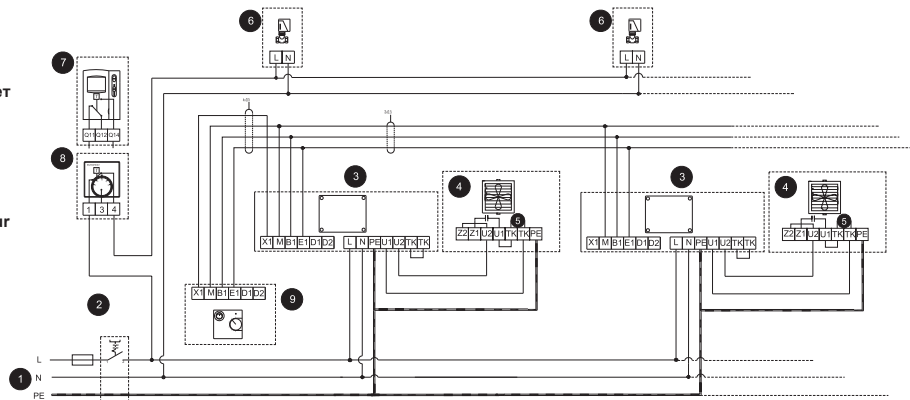 6
6
L N
L N
7
ет
Q11 Q12 Q14
8
1 3 4
ur
3
4
5
X1 M B1 E1 D1 D2
L N PE U1 U2 TK TK
Z2 Z1 U2 U1 TK TK PE
3
4
5
X1 M B1 E1 D1 D2
L N PE U1 U2 TK TK
Z2 Z1 U2 U1 TK TK PE
X1 M B1 E1 D1 D2
9
2
L
1 N
PE